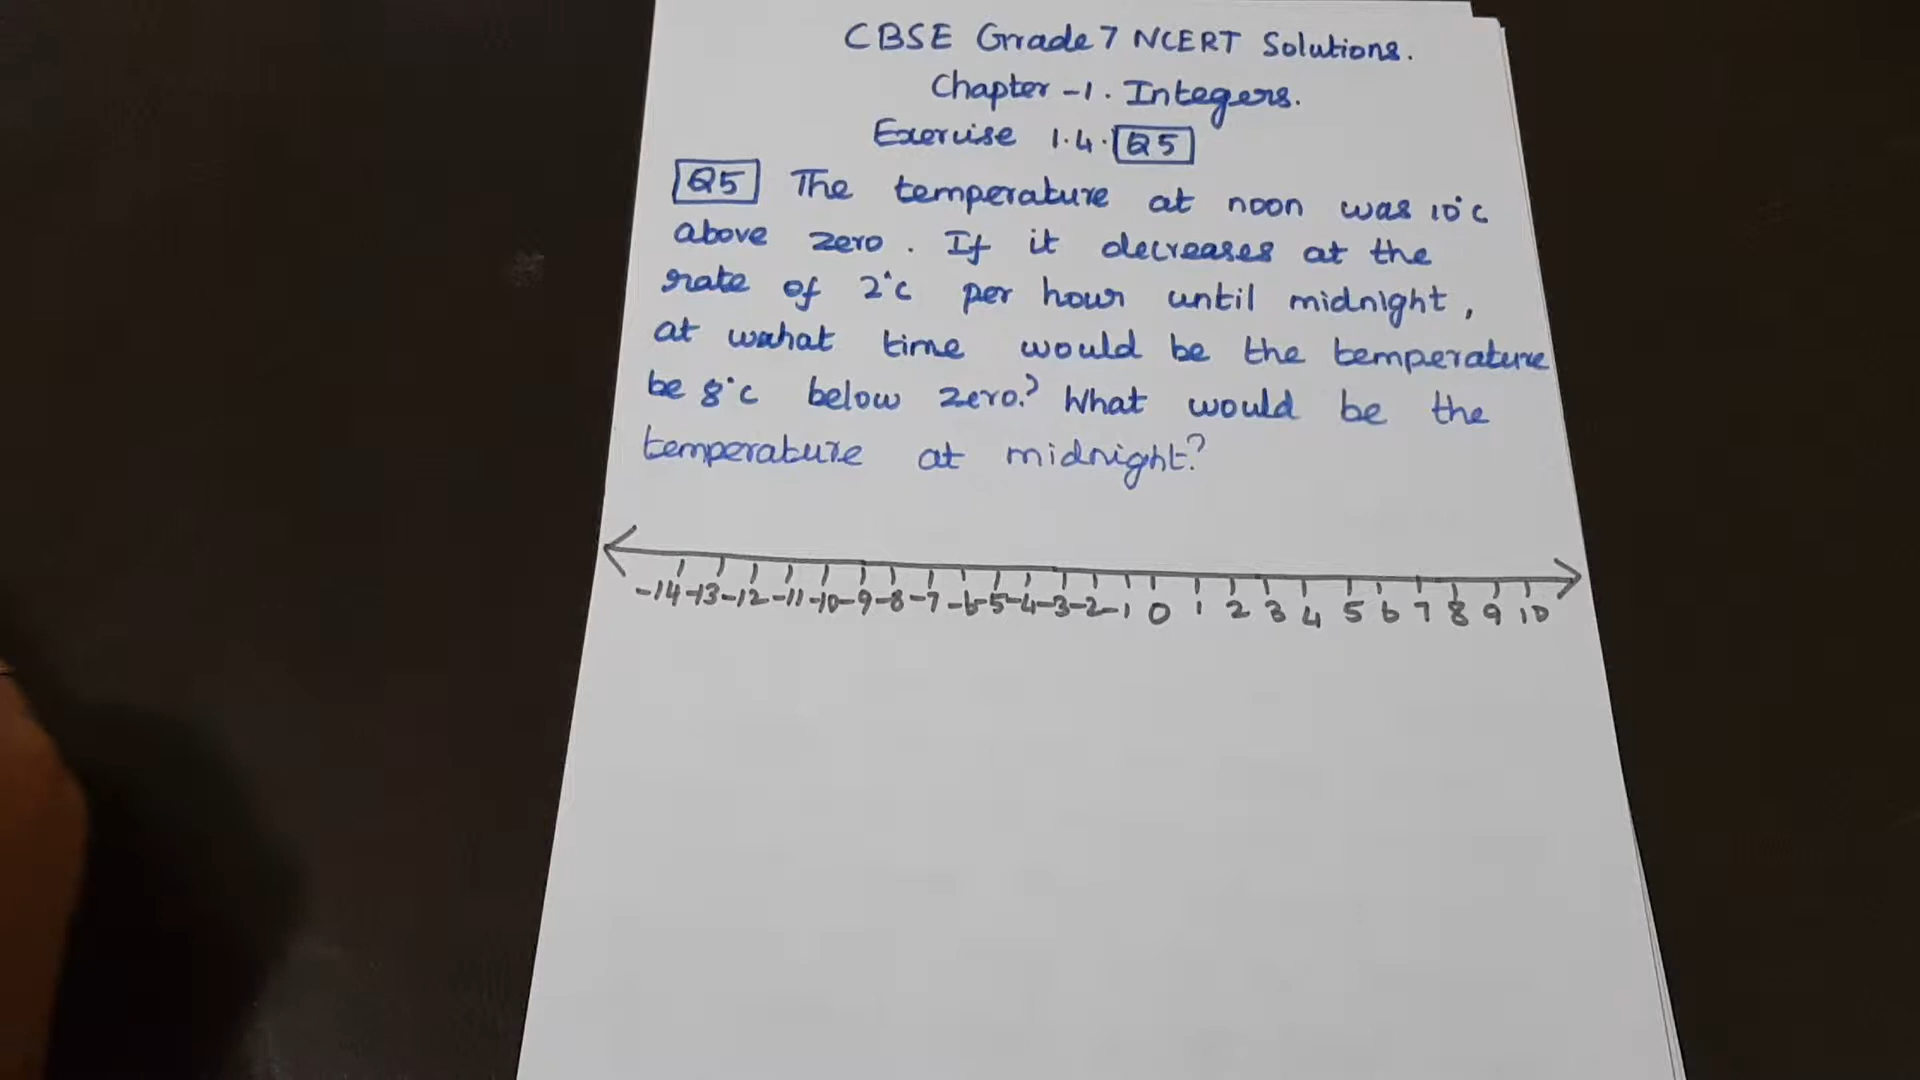 CBSE Grade 7 NCERT Solutions.
Chapter -1. Integers.
Exercise 1.4. Q5
Q5 The temperature at noon was 10°c
above zero. If it decreases at the
rate of 2°c per hour until midnight,
at wahat time would be the temperature
be 8°c below zero? What would be the
temperature at midnight?
-14 -13 -12 -11 -10 -9 -8 -7 -6 -5 -4 -3 -2 -1 0 1 2 3 4 5 6 7 8 9 10